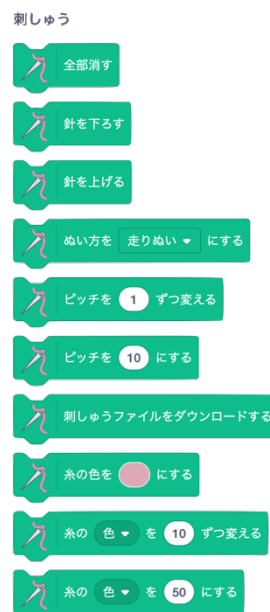 刺しゅう
全部消す
針を下ろす
針を上げる
ぬい方を 走りぬい にする
ピッチを 1 ずつ変える
ピッチを 10 にする
刺しゅうファイルをダウンロードする
糸の色を にする
糸の 色 を 10 ずつ変える
糸の 色 を 50 にする